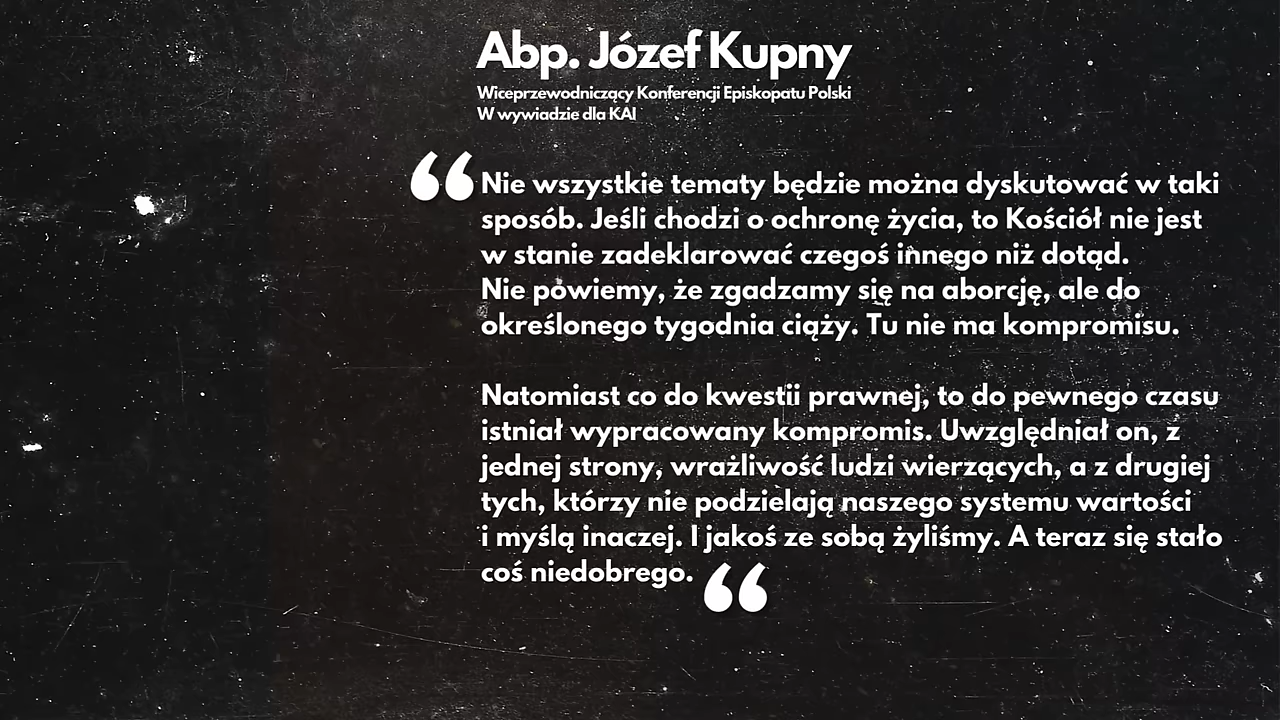 Abp. Józef Kupny
Wiceprzewodniczący Konferencji Episkopatu Polski
W wywiadzie dla KAI
“Nie wszystkie tematy będzie można dyskutować w taki
sposób. Jeśli chodzi o ochronę życia, to Kościół nie jest
w stanie zadeklarować czegoś innego niż dotąd.
Nie powiemy, że zgadzamy się na aborcję, ale do
określonego tygodnia ciąży. Tu nie ma kompromisu.
Natomiast co do kwestii prawnej, to do pewnego czasu
istniał wypracowany kompromis. Uwzględniał on, z
jednej strony, wrażliwość ludzi wierzących, a z drugiej
tych, którzy nie podzielają naszego systemu wartości
i myślą inaczej. I jakoś ze sobą żyliśmy. A teraz się stało
coś niedobrego. “